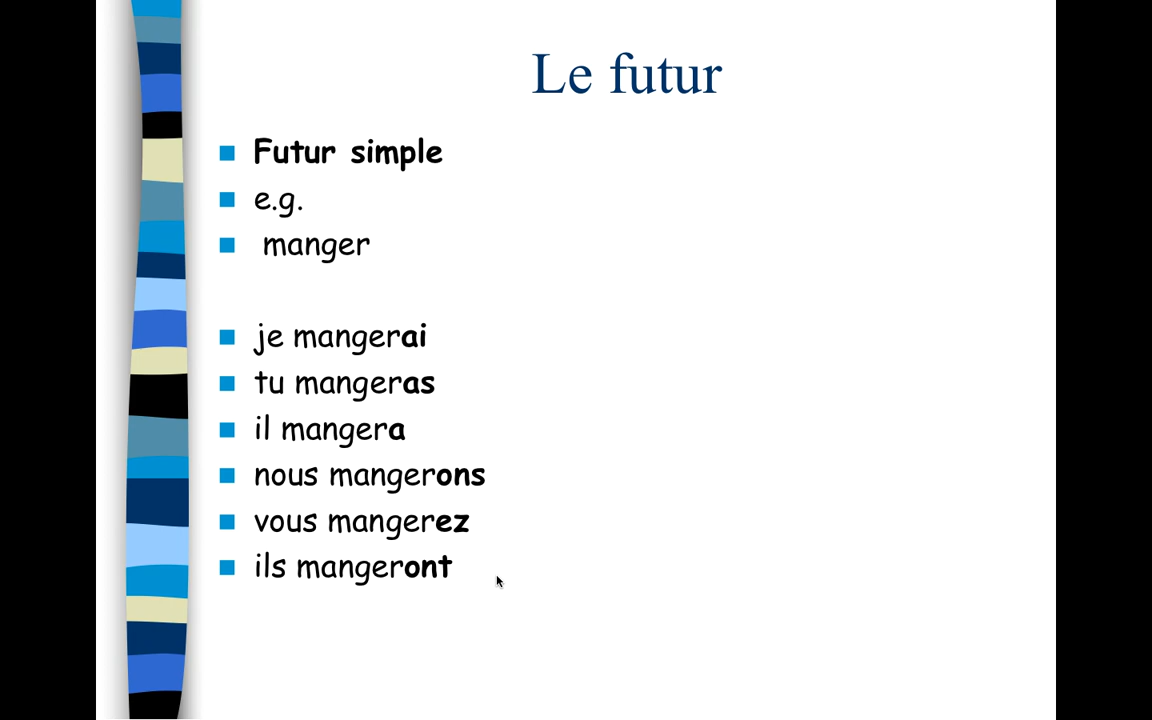 Le futur
Futur simple
e.g.
manger
je mangerai
tu mangeras
il mangera
nous mangerons
vous mangerez
ils mangeront